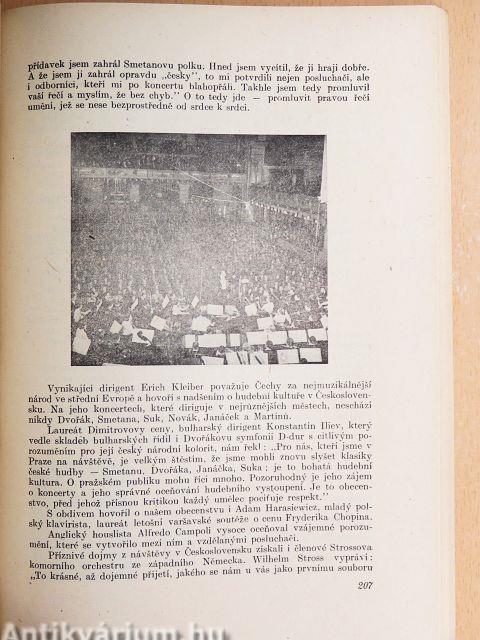 přídavek jsem zahrál Smetanovu polku. Hned jsem vycítil, že ji hraji dobře.
A že jsem ji zahrál opravdu „česky”, to mi potvrdili nejen posluchači, ale
i odborníci, kteří mi po koncertu blahopřáli. Takhle jsem tedy promluvil
vaší řečí a myslím, že bez chyb.” O to tedy jde — promluvit pravou řečí
umění, jež se nese bezprostředně od srdce k srdci.
Vynikající dirigent Erich Kleiber považuje Čechy za nejmuzikálnější
národ ve střední Evropě a hovoří s nadšením o hudební kultuře v Českosloven-
sku. Na jeho koncertech, které diriguje v nejrůznějších městech, neschází
nikdy Dvořák, Smetana, Suk, Novák, Janáček a Martinů.
Laureát Dimitrovovy ceny, bulharský dirigent Konstantin Iliev, který
vedle skladeb bulharských řídil i Dvořákovu symfonii D-dur s citlivým po-
rozuměním pro její český národní kolorit, nám řekl: „Pro nás, kteří jsme v
Praze na návštěvě, je velkým štěstím, že jsme mohli znovu slyšet klasiky
české hudby — Smetanu, Dvořáka, Janáčka, Suka; je to bohatá hudební
kultura. O pražském publiku mohu říci mnoho. Pozoruhodný je jeho zájem
o koncerty a jeho správné oceňování hudebního vystoupení. Je to obecen-
stvo, před jehož přísnou kritikou každý umělec pociťuje respekt.”
S obdivem hovořil o našem obecenstvu i Adam Harasiewicz, mladý pol-
ský klavírista, laureát letošní varšavské soutěže o cenu Fryderika Chopina.
Anglický houslista Alfredo Campoli vysoce oceňoval vzájemné porozu-
mění, které se vytvořilo mezi ním a vzdělanými posluchači.
Příznivé dojmy z návštěvy v Československu získali i členové Strossova
komorního orchestru ze západního Německa. Wilhelm Stross vypráví:
„To krásné, až dojemné přijetí, jakého se nám u vás jako prvnímu souboru
207
Antikvárium.hu